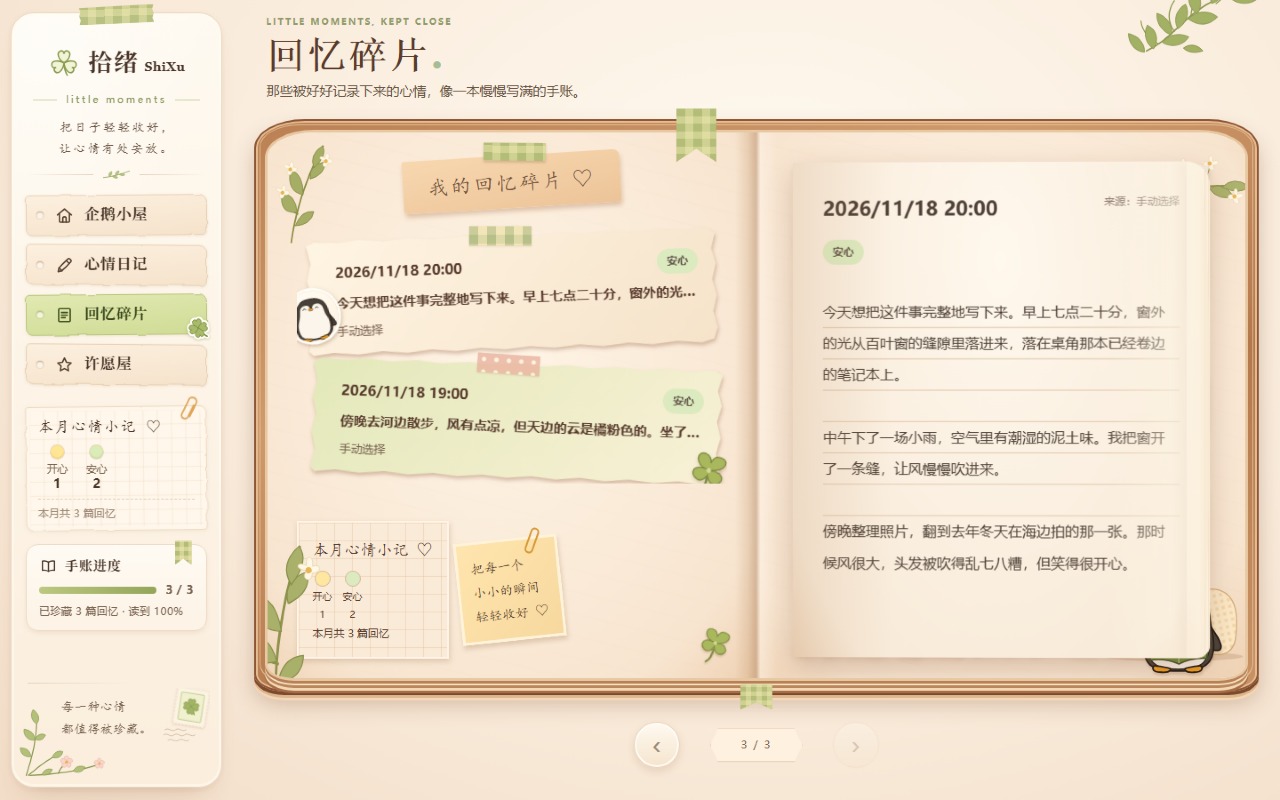 拾绪 ShiXu
little moments
把日子轻轻收好，
让心情有处安放。
企鹅小屋
心情日记
回忆碎片
许愿屋
本月心情小记 ♡
开心 安心
1 2
本月共 3 篇回忆
手账进度
3 / 3
已珍藏 3 篇回忆 · 读到 100%
每一种心情
都值得被珍藏。
LITTLE MOMENTS, KEPT CLOSE
回忆碎片.
那些被好好记录下来的心情，像一本慢慢写满的手账。
我的回忆碎片 ♡
2026/11/18 20:00
安心
今天想把这件事完整地写下来。早上七点二十分，窗外的光...
手动选择
2026/11/18 19:00
安心
傍晚去河边散步，风有点凉，但天边的云是橘粉色的。坐了...
手动选择
本月心情小记 ♡
开心 安心
1 2
本月共 3 篇回忆
把每一个
小小的瞬间
轻轻收好 ♡
2026/11/18 20:00
来源：手动选择
安心
今天想把这件事完整地写下来。早上七点二十分，窗外
的光从百叶窗的缝隙里落进来，落在桌角那本已经卷边
的笔记本上。
中午下了一场小雨，空气里有潮湿的泥土味。我把窗开
了一条缝，让风慢慢吹进来。
傍晚整理照片，翻到去年冬天在海边拍的那一张。那时
候风很大，头发被吹得乱七八糟，但笑得很开心。
‹
3 / 3
›